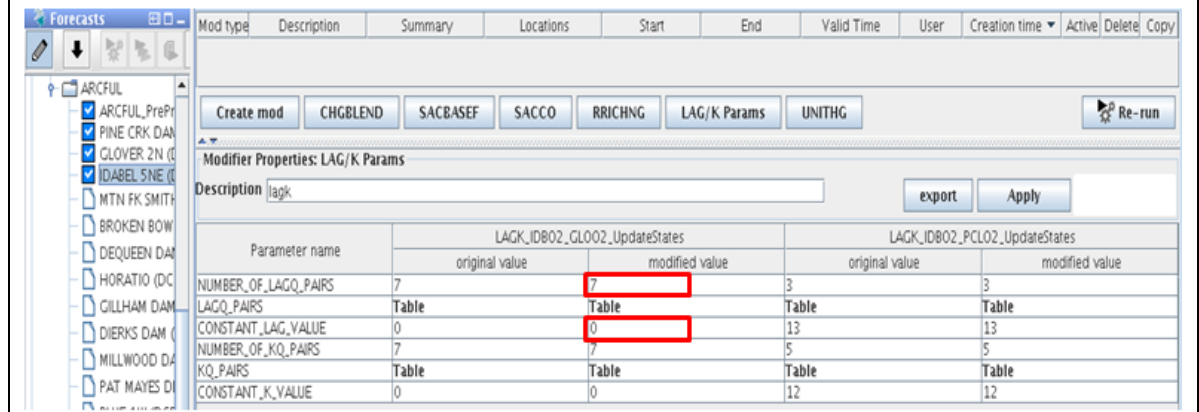 Forecasts
Mod type Description Summary Locations Start End Valid Time User Creation time Active Delete Copy
ARCFUL
ARCFUL_PrePr
PINE CRK DAM
GLOVER 2N (D
IDABEL 5NE (D
MTN FK SMITH
BROKEN BOW
DEQUEEN DAM
HORATIO (DC
GILLHAM DAM
DIERKS DAM (
MILLWOOD DA
PAT MAYES D
Create mod CHGBLEND SACBASEF SACCO RRICHNG LAG/K Params UNITHG Re-run
Modifier Properties: LAG/K Params
Description lagk export Apply
Parameter name LAGK_IDBO2_GLOO2_UpdateStates LAGK_IDBO2_PCLO2_UpdateStates
original value modified value original value modified value
NUMBER_OF_LAGQ_PAIRS 7 7 3 3
LAGQ_PAIRS Table Table Table Table
CONSTANT_LAG_VALUE 0 0 13 13
NUMBER_OF_KQ_PAIRS 7 7 5 5
KQ_PAIRS Table Table Table Table
CONSTANT_K_VALUE 0 0 12 12